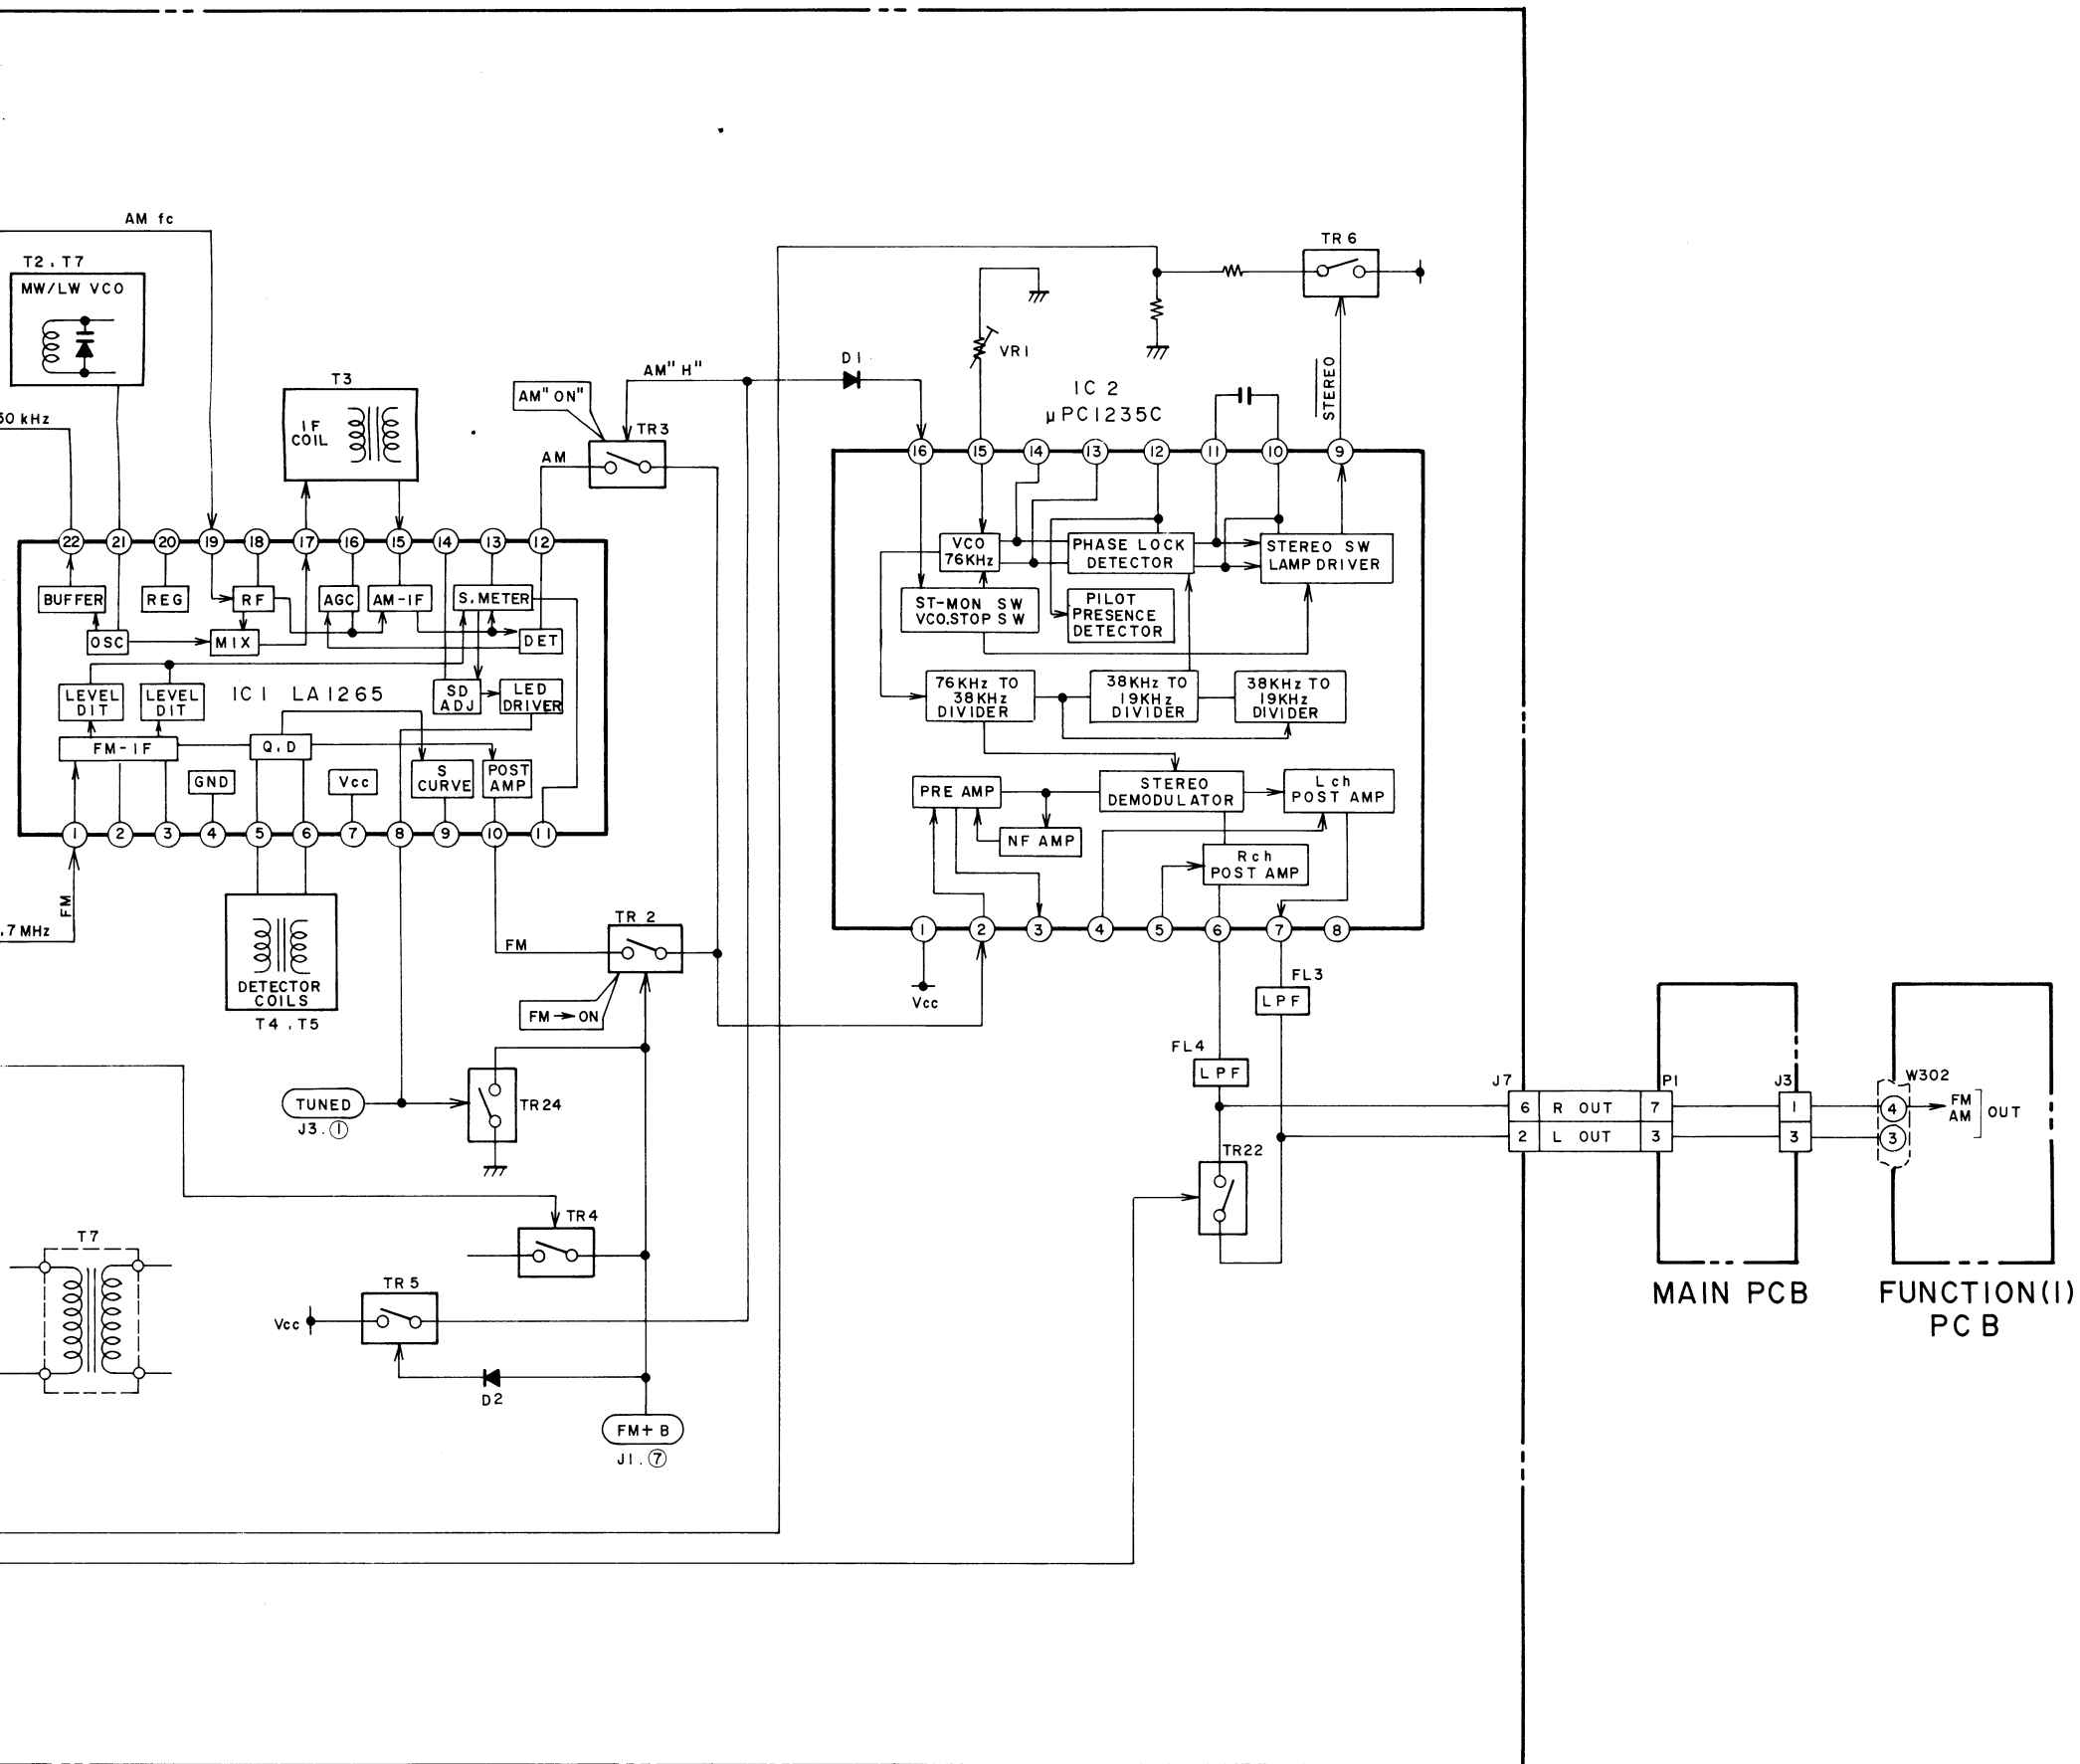 AM fc
T2, T7
MW/LW VCO
50 kHz
T3
IF
COIL
AM "ON"
AM "H"
TR3
AM
D1
VR1
TR6
STEREO
IC 2
μPC1235C
22 21 20 19 18 17 16 15 14 13 12
BUFFER
REG
RF
AGC
AM-IF
S.METER
OSC
MIX
DET
LEVEL
DIT
LEVEL
DIT
IC1 LA1265
SD
ADJ
LED
DRIVER
FM-IF
Q.D
GND
Vcc
S
CURVE
POST
AMP
1 2 3 4 5 6 7 8 9 10 11
FM
.7 MHz
DETECTOR
COILS
T4, T5
16 15 14 13 12 11 10 9
VCO
76KHz
PHASE LOCK
DETECTOR
STEREO SW
LAMP DRIVER
ST-MON SW
VCO.STOP SW
PILOT
PRESENCE
DETECTOR
76KHz TO
38KHz
DIVIDER
38KHz TO
19KHz
DIVIDER
38KHz TO
19KHz
DIVIDER
PRE AMP
STEREO
DEMODULATOR
L ch
POST AMP
NF AMP
R ch
POST AMP
1 2 3 4 5 6 7 8
Vcc
TR 2
FM
FM → ON
FL3
LPF
FL4
LPF
TUNED
J3. ①
TR24
TR4
TR5
Vcc
D2
FM+B
J1. ⑦
T7
TR22
J7
P1
J3
W302
6 R OUT 7 1 4
2 L OUT 3 3 3
FM
AM
OUT
MAIN PCB
FUNCTION(1)
PCB